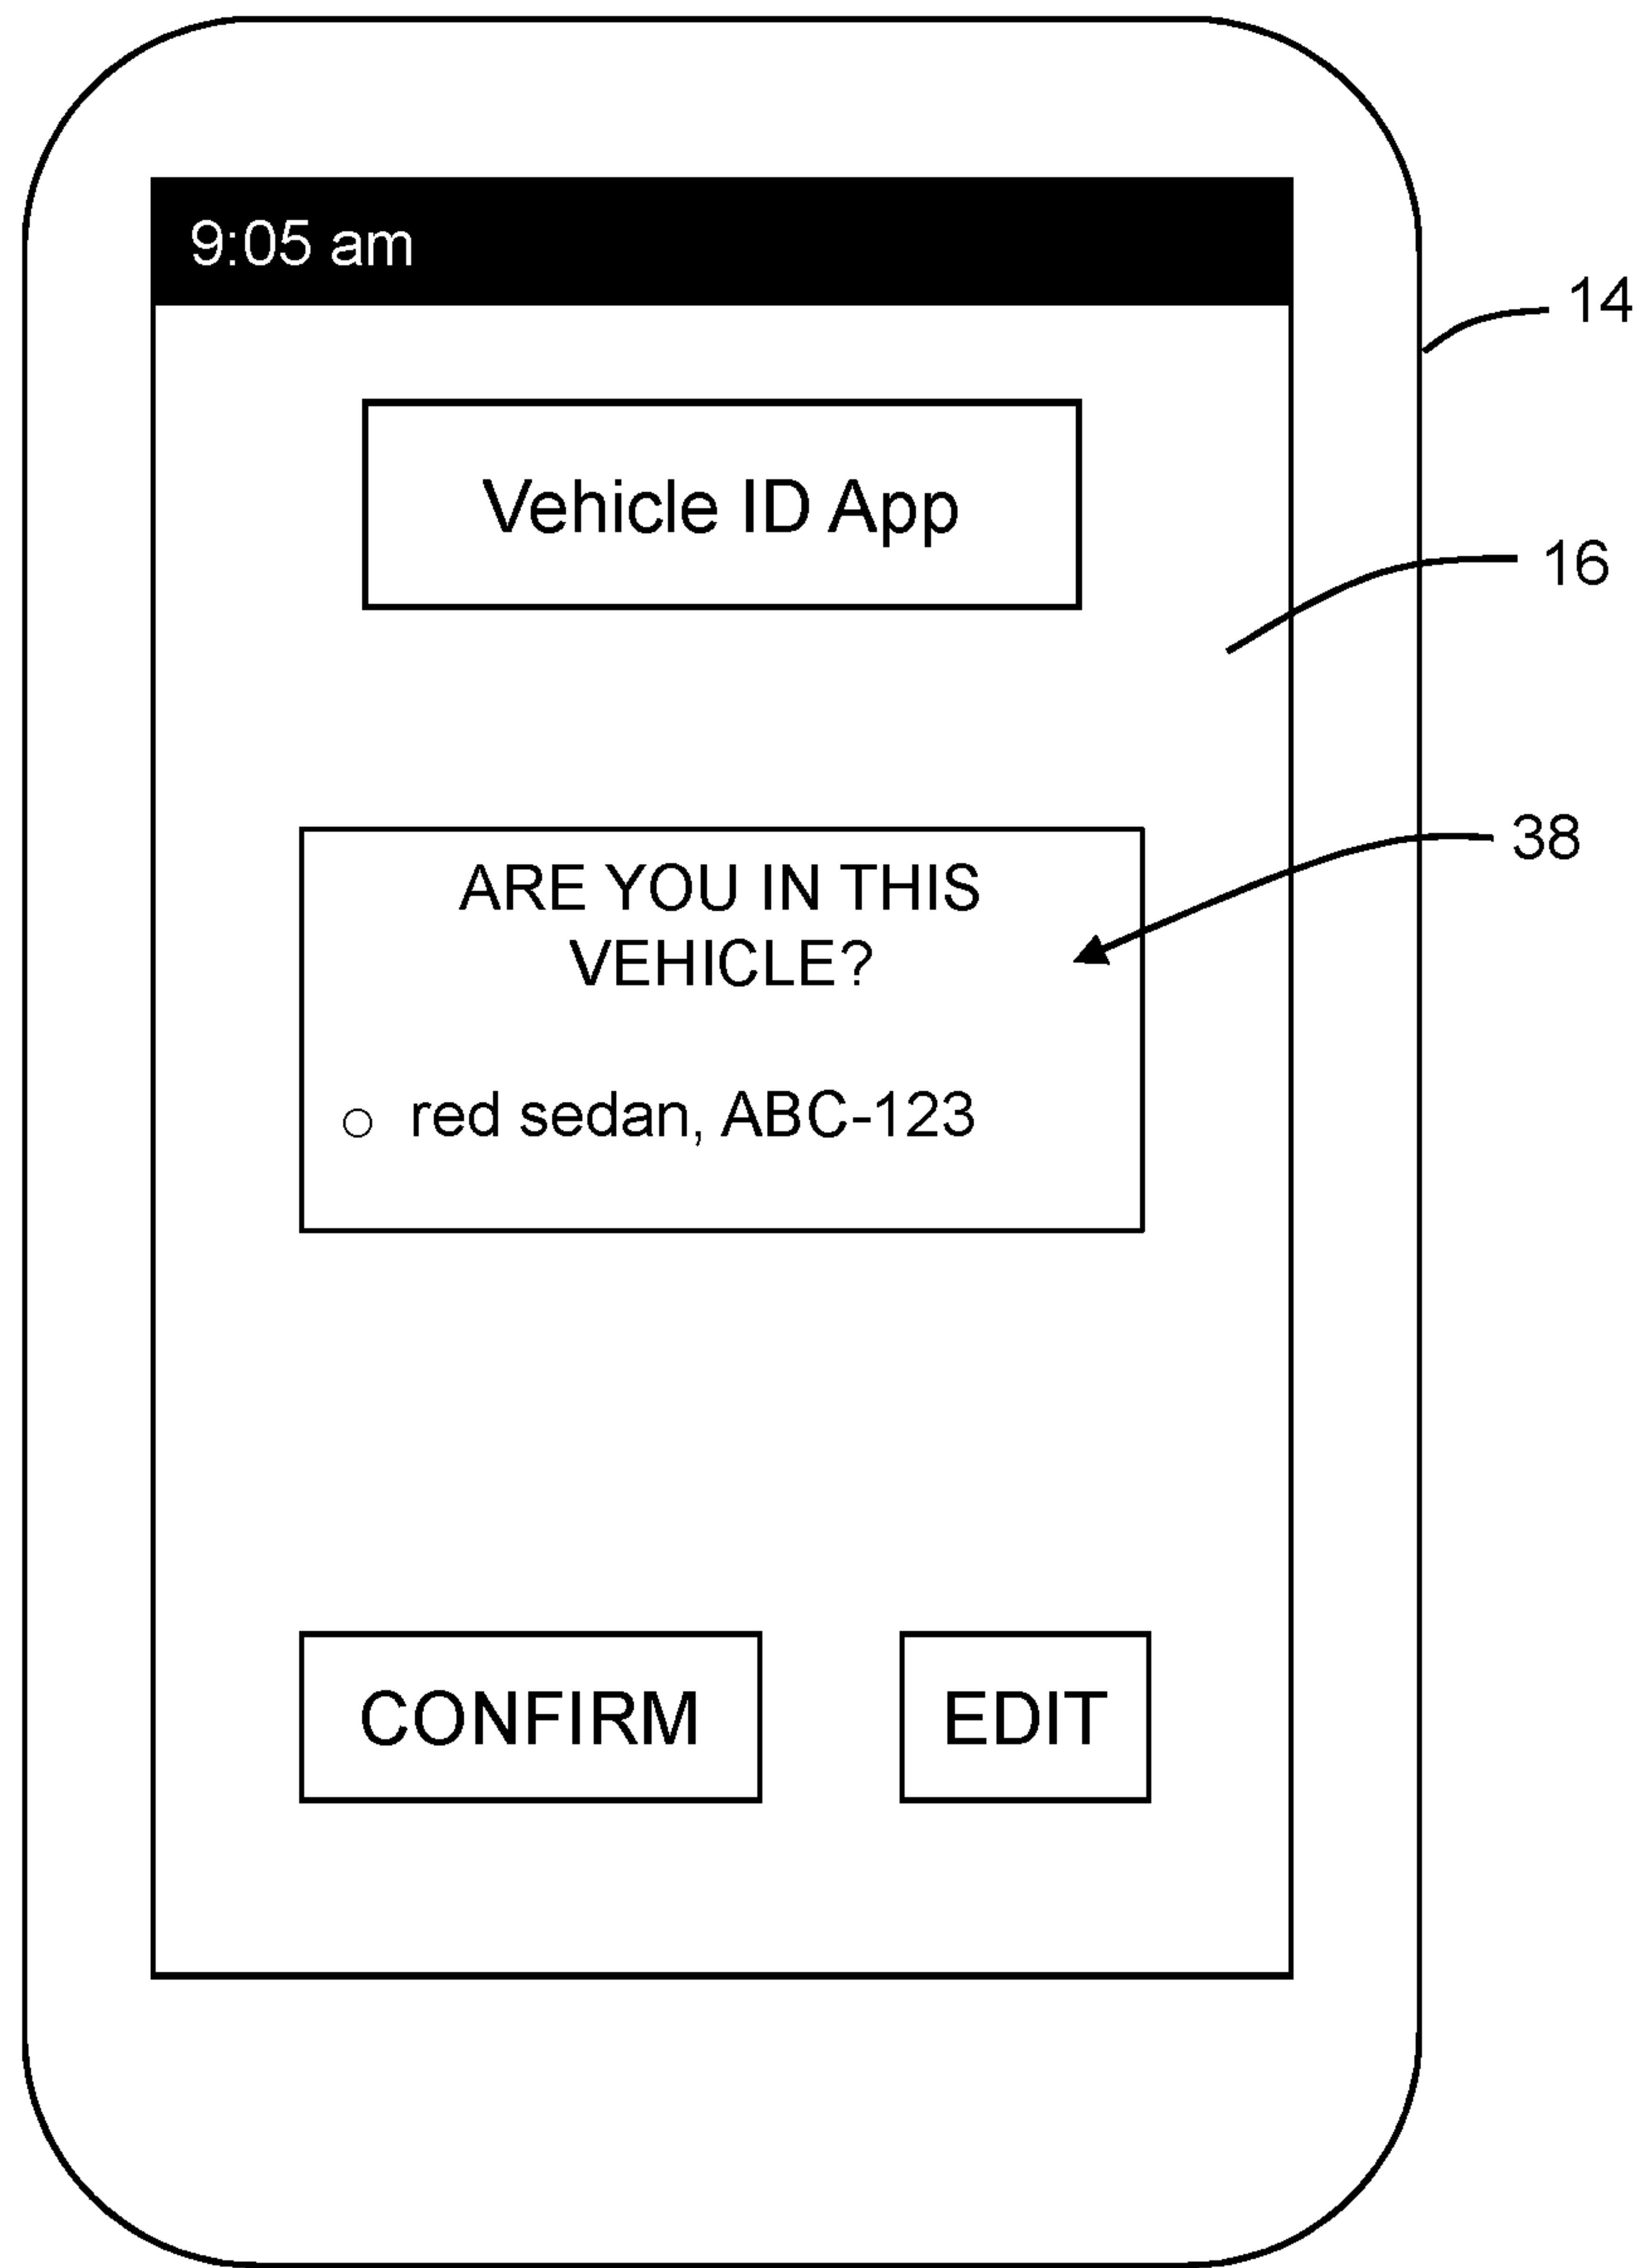 9:05 am
14
Vehicle ID App
16
ARE YOU IN THIS
VEHICLE?
38
red sedan, ABC-123
CONFIRM
EDIT